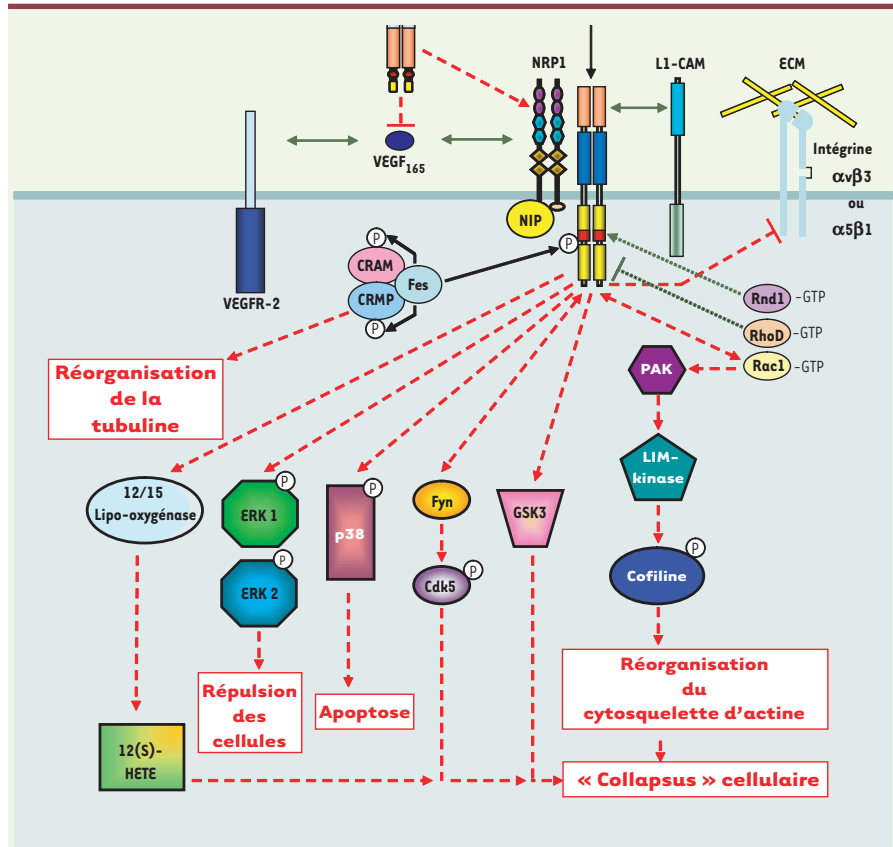 NRP1
L1-CAM
ECM
VEGF165
Intégrine
αvβ3
ou
α5β1
NIP
P
P
CRAM
Fes
CRMP
P
VEGFR-2
Rnd1 -GTP
RhoD -GTP
Rac1 -GTP
PAK
Réorganisation
de la
tubuline
LIM-
kinase
12/15
Lipo-oxygénase
P
ERK 1
P
p38
Fyn
GSK3
P
ERK 2
P
Cdk5
P
Cofiline
Répulsion
des
cellules
Apoptose
Réorganisation
du
cytosquelette d'actine
12(S)-
HETE
« Collapsus » cellulaire